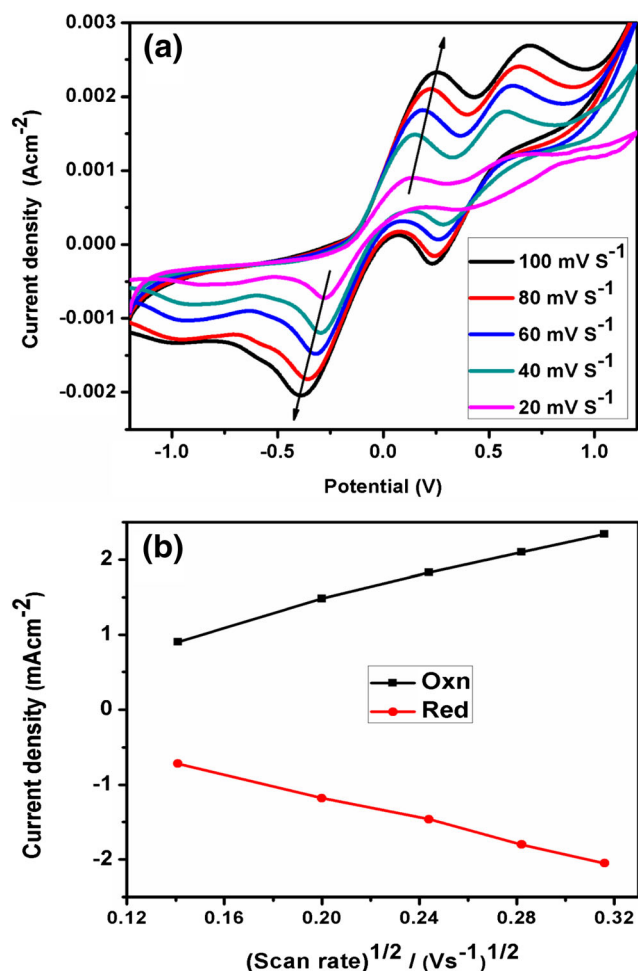 (a)
0.003
0.002
0.001
0.000
-0.001
-0.002
Current density (Acm⁻²)
100 mV S⁻¹
80 mV S⁻¹
60 mV S⁻¹
40 mV S⁻¹
20 mV S⁻¹
-1.0 -0.5 0.0 0.5 1.0
Potential (V)
(b)
2
1
0
-1
-2
Current density (mAcm⁻²)
Oxn
Red
0.12 0.16 0.20 0.24 0.28 0.32
(Scan rate)^1/2 / (Vs⁻¹)^1/2